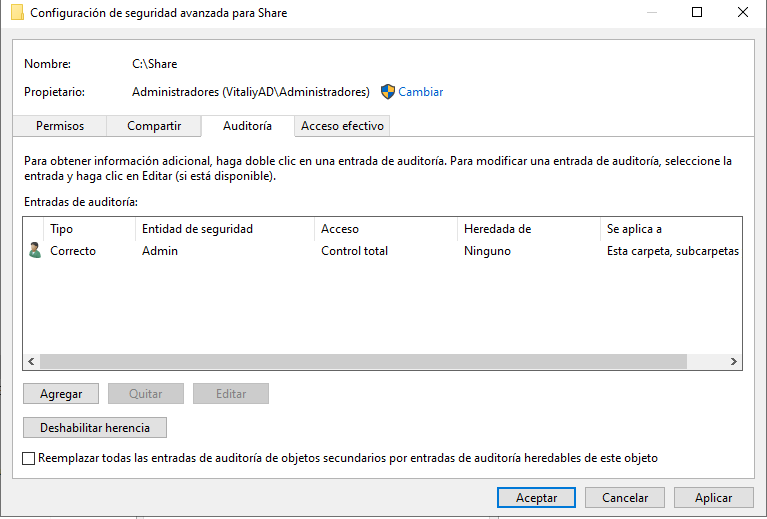 Configuración de seguridad avanzada para Share
Nombre: C:\Share
Propietario: Administradores (VitaliyAD\Administradores) Cambiar
Permisos Compartir Auditoría Acceso efectivo
Para obtener información adicional, haga doble clic en una entrada de auditoría. Para modificar una entrada de auditoría, seleccione la
entrada y haga clic en Editar (si está disponible).
Entradas de auditoría:
Tipo Entidad de seguridad Acceso Heredada de Se aplica a
Correcto Admin Control total Ninguno Esta carpeta, subcarpetas
Agregar Quitar Editar
Deshabilitar herencia
Reemplazar todas las entradas de auditoría de objetos secundarios por entradas de auditoría heredables de este objeto
Aceptar Cancelar Aplicar